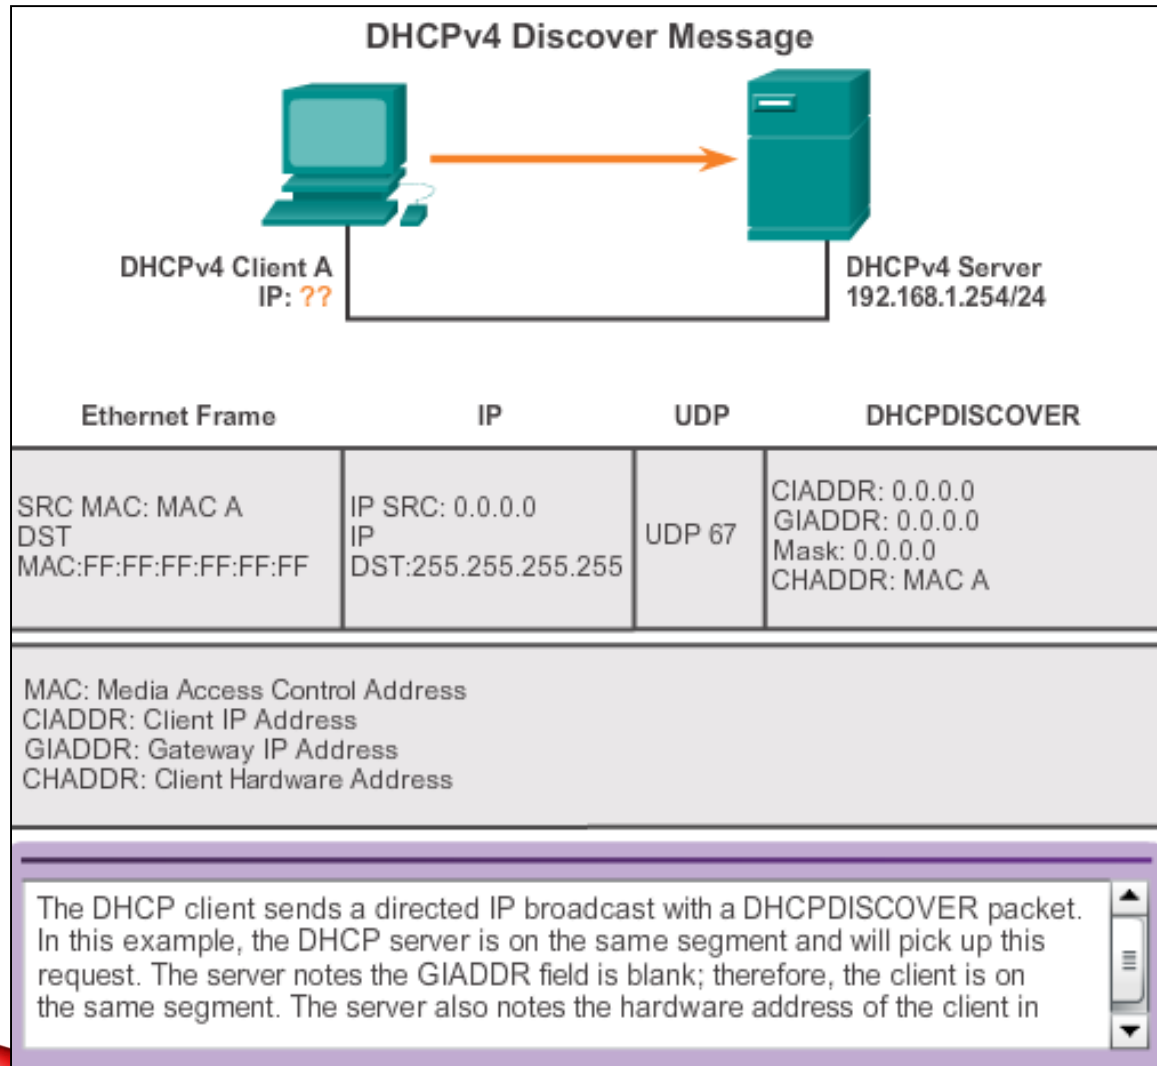 DHCPv4 Discover Message
DHCPv4 Client A
IP: ??
DHCPv4 Server
192.168.1.254/24
Ethernet Frame
IP
UDP
DHCPDISCOVER
SRC MAC: MAC A
DST
MAC:FF:FF:FF:FF:FF:FF
IP SRC: 0.0.0.0
IP
DST:255.255.255.255
UDP 67
CIADDR: 0.0.0.0
GIADDR: 0.0.0.0
Mask: 0.0.0.0
CHADDR: MAC A
MAC: Media Access Control Address
CIADDR: Client IP Address
GIADDR: Gateway IP Address
CHADDR: Client Hardware Address
The DHCP client sends a directed IP broadcast with a DHCPDISCOVER packet.
In this example, the DHCP server is on the same segment and will pick up this
request. The server notes the GIADDR field is blank; therefore, the client is on
the same segment. The server also notes the hardware address of the client in